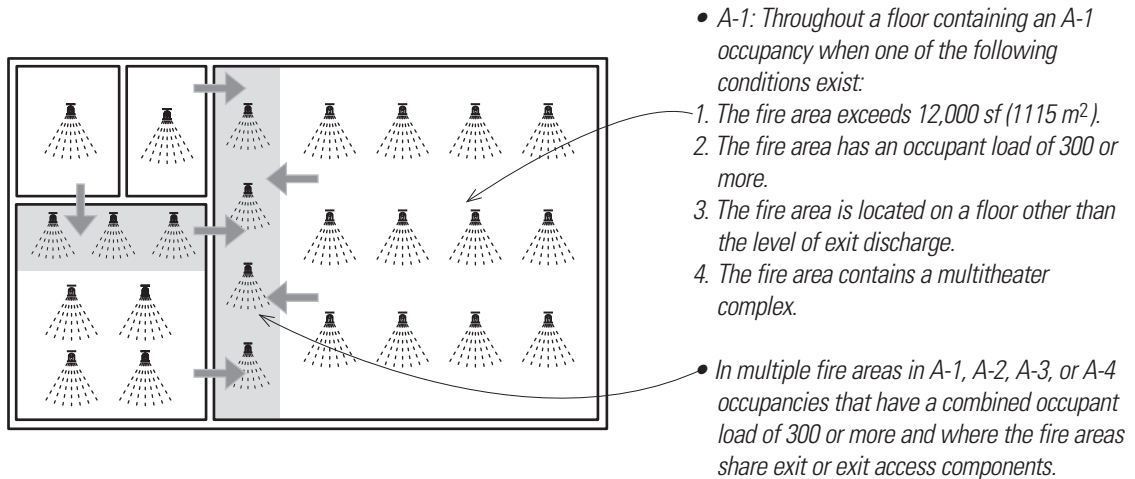 • A-1: Throughout a floor containing an A-1
occupancy when one of the following
conditions exist:
1. The fire area exceeds 12,000 sf (1115 m²).
2. The fire area has an occupant load of 300 or
more.
3. The fire area is located on a floor other than
the level of exit discharge.
4. The fire area contains a multitheater
complex.
• In multiple fire areas in A-1, A-2, A-3, or A-4
occupancies that have a combined occupant
load of 300 or more and where the fire areas
share exit or exit access components.